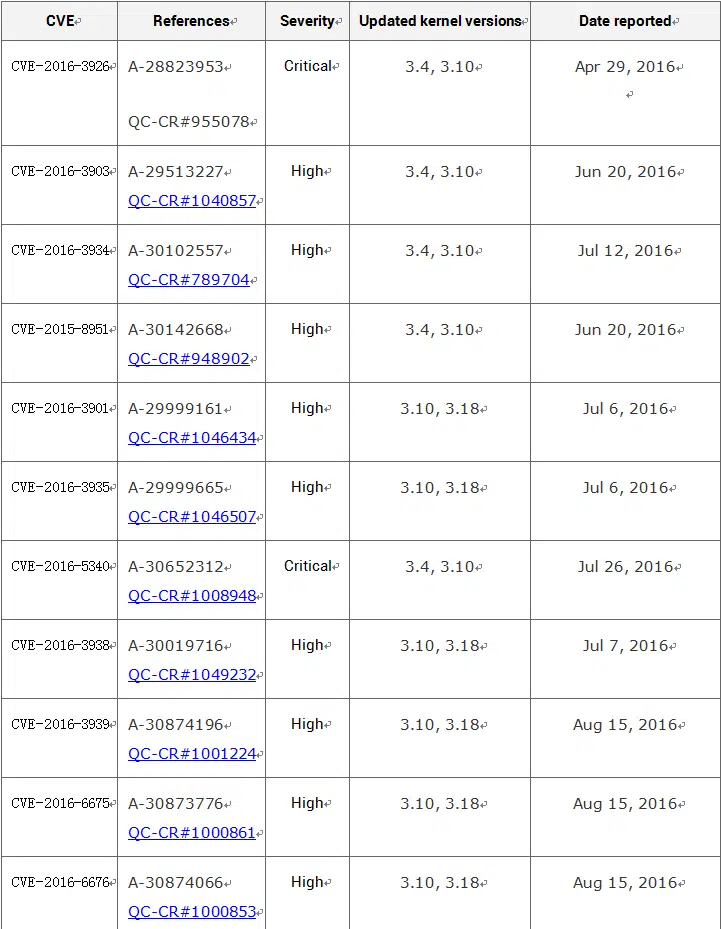 CVE References Severity Updated kernel versions Date reported
CVE-2016-3926 A-28823953 Critical 3.4, 3.10 Apr 29, 2016
QC-CR#955078
CVE-2016-3903 A-29513227 High 3.4, 3.10 Jun 20, 2016
QC-CR#1040857
CVE-2016-3934 A-30102557 High 3.4, 3.10 Jul 12, 2016
QC-CR#789704
CVE-2015-8951 A-30142668 High 3.4, 3.10 Jun 20, 2016
QC-CR#948902
CVE-2016-3901 A-29999161 High 3.10, 3.18 Jul 6, 2016
QC-CR#1046434
CVE-2016-3935 A-29999665 High 3.10, 3.18 Jul 6, 2016
QC-CR#1046507
CVE-2016-5340 A-30652312 Critical 3.4, 3.10 Jul 26, 2016
QC-CR#1008948
CVE-2016-3938 A-30019716 High 3.10, 3.18 Jul 7, 2016
QC-CR#1049232
CVE-2016-3939 A-30874196 High 3.10, 3.18 Aug 15, 2016
QC-CR#1001224
CVE-2016-6675 A-30873776 High 3.10, 3.18 Aug 15, 2016
QC-CR#1000861
CVE-2016-6676 A-30874066 High 3.10, 3.18 Aug 15, 2016
QC-CR#1000853